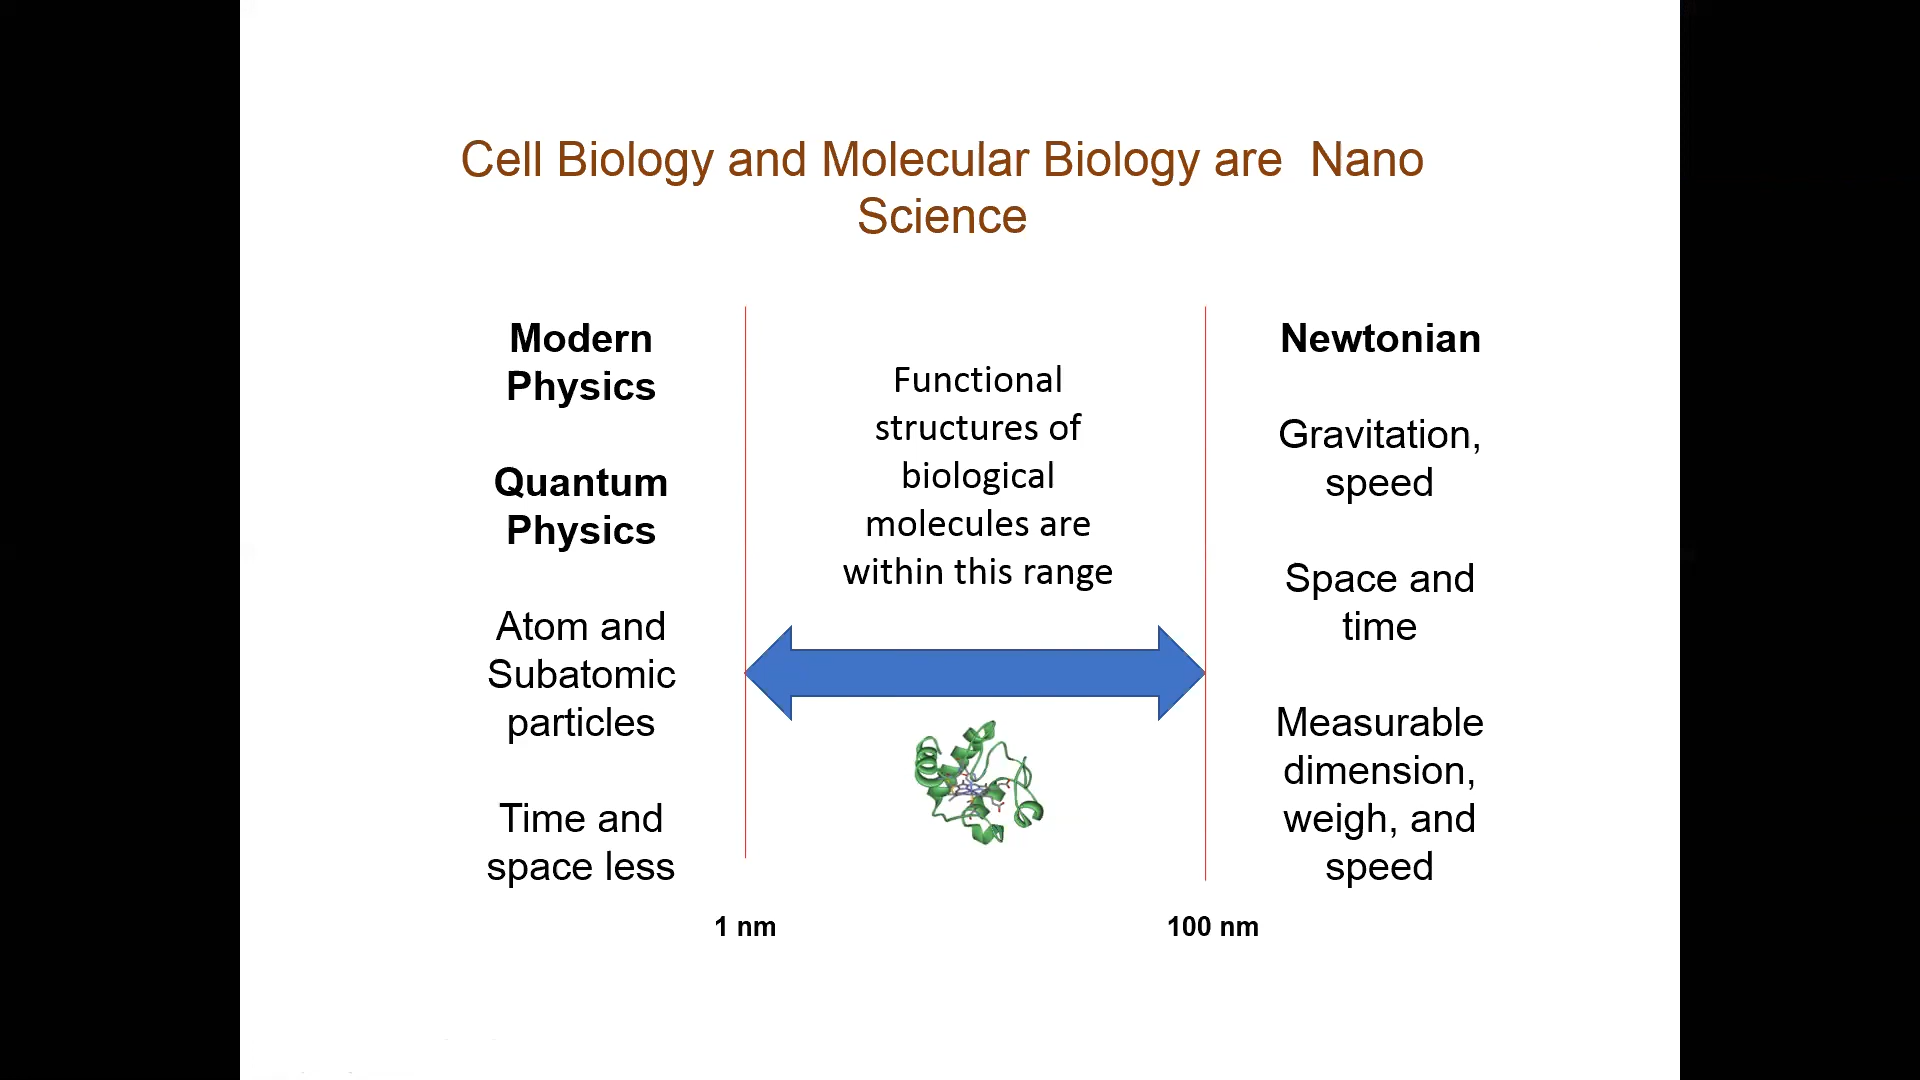 Cell Biology and Molecular Biology are  Nano
Science
Modern
Physics
Quantum
Physics
Atom and
Subatomic
particles
Time and
space less
Functional
structures of
biological
molecules are
within this range
Newtonian
Gravitation,
speed
Space and
time
Measurable
dimension,
weigh, and
speed
1 nm
100 nm